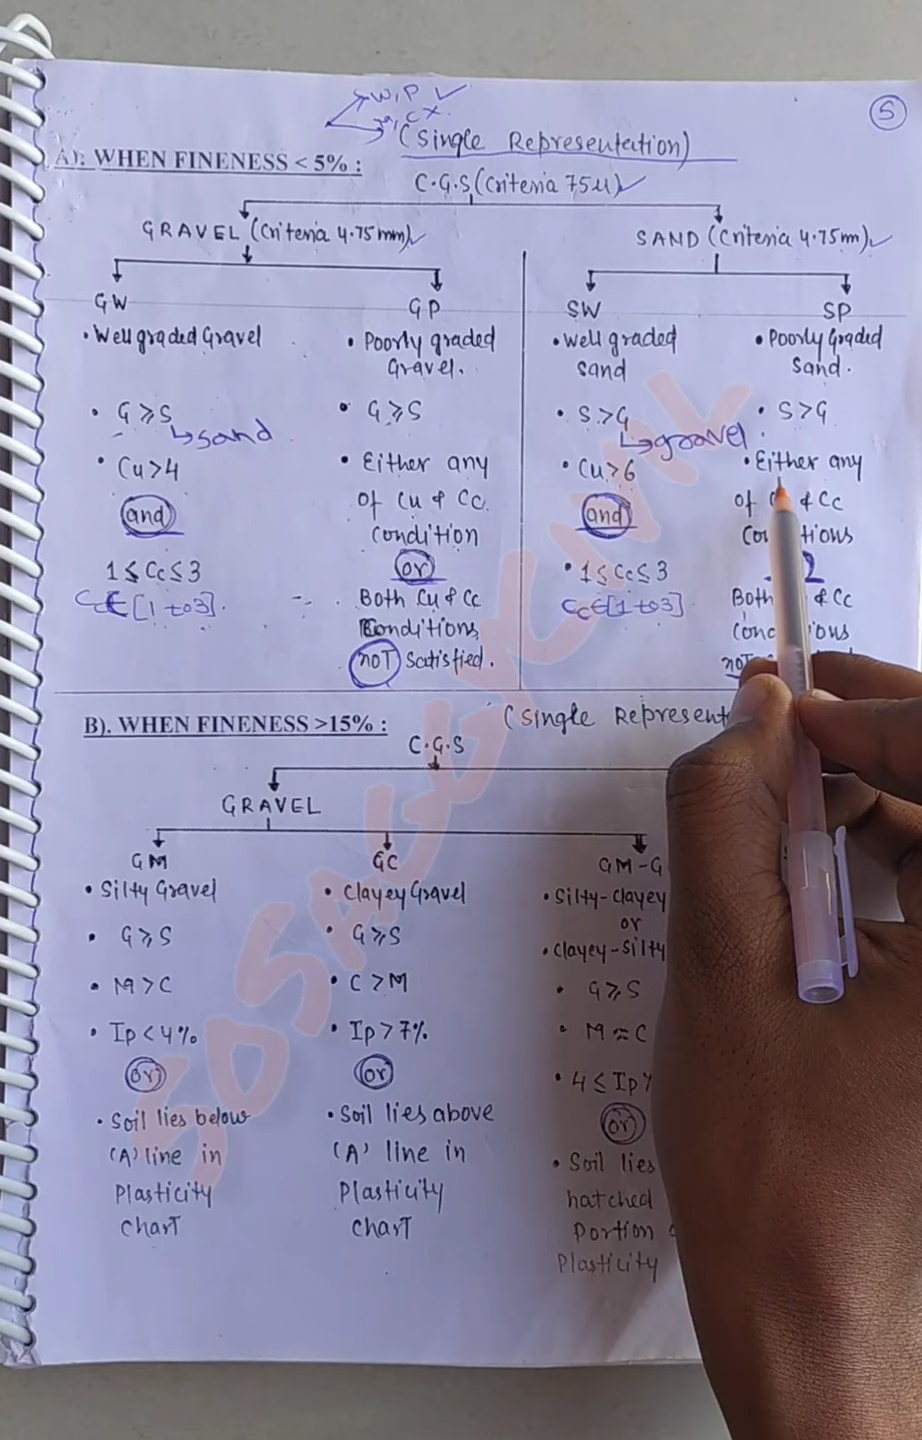 W, P ✓
M, C X.
5
(Single Representation)
A). WHEN FINENESS < 5% :
C.G.S (Criteria 75μ) ✓
GRAVEL (Criteria 4.75mm) ✓
SAND (Criteria 4.75m) ✓
GW
• Well graded Gravel
• G ≥ S
↳ sand
• Cu > 4
and
1 ≤ Cc ≤ 3
Cc ∈ [1 to 3].
GP
• Poorly graded
Gravel.
• G ≥ S
• Either any
of Cu & Cc
Condition
or
Both Cu & Cc
Conditions
noT Satisfied.
SW
• Well graded
Sand
• S > G
↳ gravel
• Cu > 6
and
• 1 ≤ Cc ≤ 3
Cc ∈ [1 to 3].
SP
• Poorly Graded
Sand.
• S > G
• Either any
of & Cc
Both & Cc
noT
B). WHEN FINENESS >15% :
(Single
C.G.S
GRAVEL
GM
• Silty Gravel
• G ≥ S
• M > C
• Ip < 4%
or
• Soil lies below
'A' line in
Plasticity
CharT
GC
• Clayey Gravel
• G ≥ S
• C > M
• Ip > 7%
or
• Soil lies above
'A' line in
Plasticity
charT
GM-G
• Silty-Clayey
or
• Clayey-Silty
• G ≥ S
• M ≈ C
• 4 ≤ Ip
or
• Soil lies
hatched
Portion
Plasticity